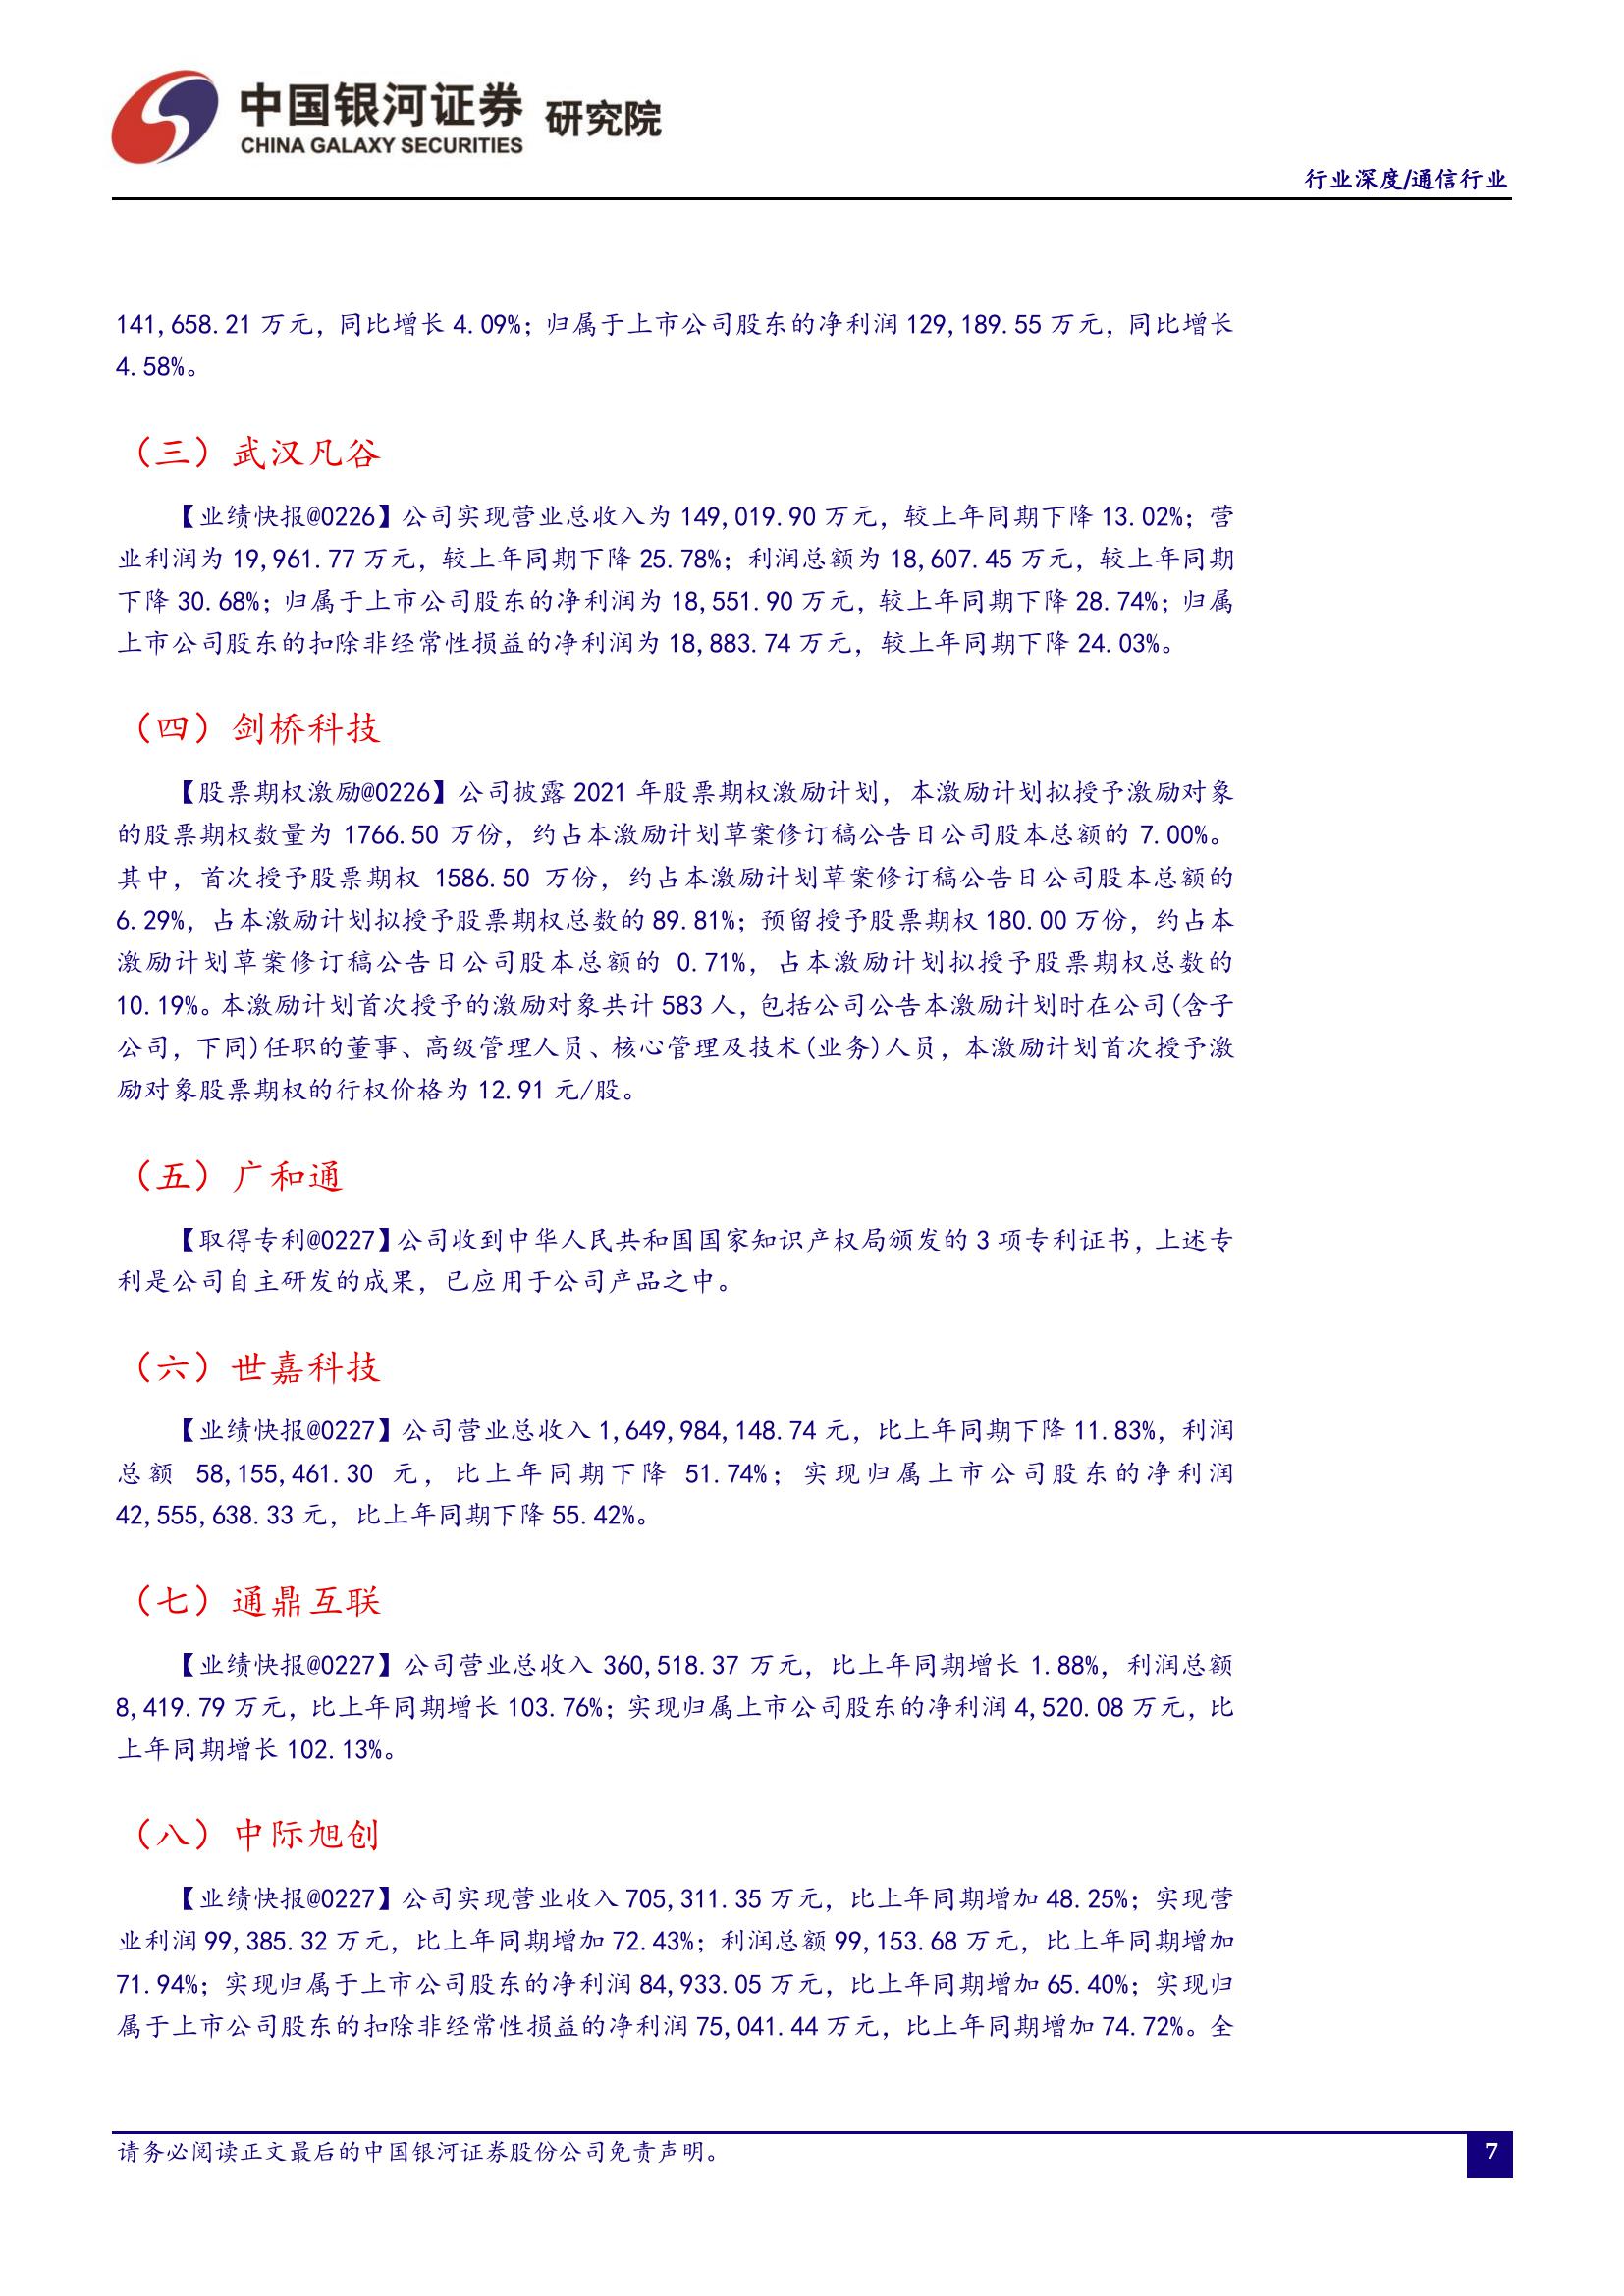 中国银河证券 研究院
CHINA GALAXY SECURITIES
行业深度/通信行业
141,658.21 万元，同比增长 4.09%；归属于上市公司股东的净利润 129,189.55 万元，同比增长
4.58%。
（三）武汉凡谷
【业绩快报@0226】公司实现营业总收入为 149,019.90 万元，较上年同期下降 13.02%；营
业利润为 19,961.77 万元，较上年同期下降 25.78%；利润总额为 18,607.45 万元，较上年同期
下降 30.68%；归属于上市公司股东的净利润为 18,551.90 万元，较上年同期下降 28.74%；归属
上市公司股东的扣除非经常性损益的净利润为 18,883.74 万元，较上年同期下降 24.03%。
（四）剑桥科技
【股票期权激励@0226】公司披露 2021 年股票期权激励计划，本激励计划拟授予激励对象
的股票期权数量为 1766.50 万份，约占本激励计划草案修订稿公告日公司股本总额的 7.00%。
其中，首次授予股票期权 1586.50 万份，约占本激励计划草案修订稿公告日公司股本总额的
6.29%，占本激励计划拟授予股票期权总数的 89.81%；预留授予股票期权 180.00 万份，约占本
激励计划草案修订稿公告日公司股本总额的 0.71%，占本激励计划拟授予股票期权总数的
10.19%。本激励计划首次授予的激励对象共计 583 人，包括公司公告本激励计划时在公司(含子
公司，下同)任职的董事、高级管理人员、核心管理及技术(业务)人员，本激励计划首次授予激
励对象股票期权的行权价格为 12.91 元/股。
（五）广和通
【取得专利@0227】公司收到中华人民共和国国家知识产权局颁发的 3 项专利证书，上述专
利是公司自主研发的成果，已应用于公司产品之中。
（六）世嘉科技
【业绩快报@0227】公司营业总收入 1,649,984,148.74 元，比上年同期下降 11.83%，利润
总额 58,155,461.30 元，比上年同期下降 51.74%；实现归属上市公司股东的净利润
42,555,638.33 元，比上年同期下降 55.42%。
（七）通鼎互联
【业绩快报@0227】公司营业总收入 360,518.37 万元，比上年同期增长 1.88%，利润总额
8,419.79 万元，比上年同期增长 103.76%；实现归属上市公司股东的净利润 4,520.08 万元，比
上年同期增长 102.13%。
（八）中际旭创
【业绩快报@0227】公司实现营业收入 705,311.35 万元，比上年同期增加 48.25%；实现营
业利润 99,385.32 万元，比上年同期增加 72.43%；利润总额 99,153.68 万元，比上年同期增加
71.94%；实现归属于上市公司股东的净利润 84,933.05 万元，比上年同期增加 65.40%；实现归
属于上市公司股东的扣除非经常性损益的净利润 75,041.44 万元，比上年同期增加 74.72%。全
请务必阅读正文最后的中国银河证券股份公司免责声明。
7